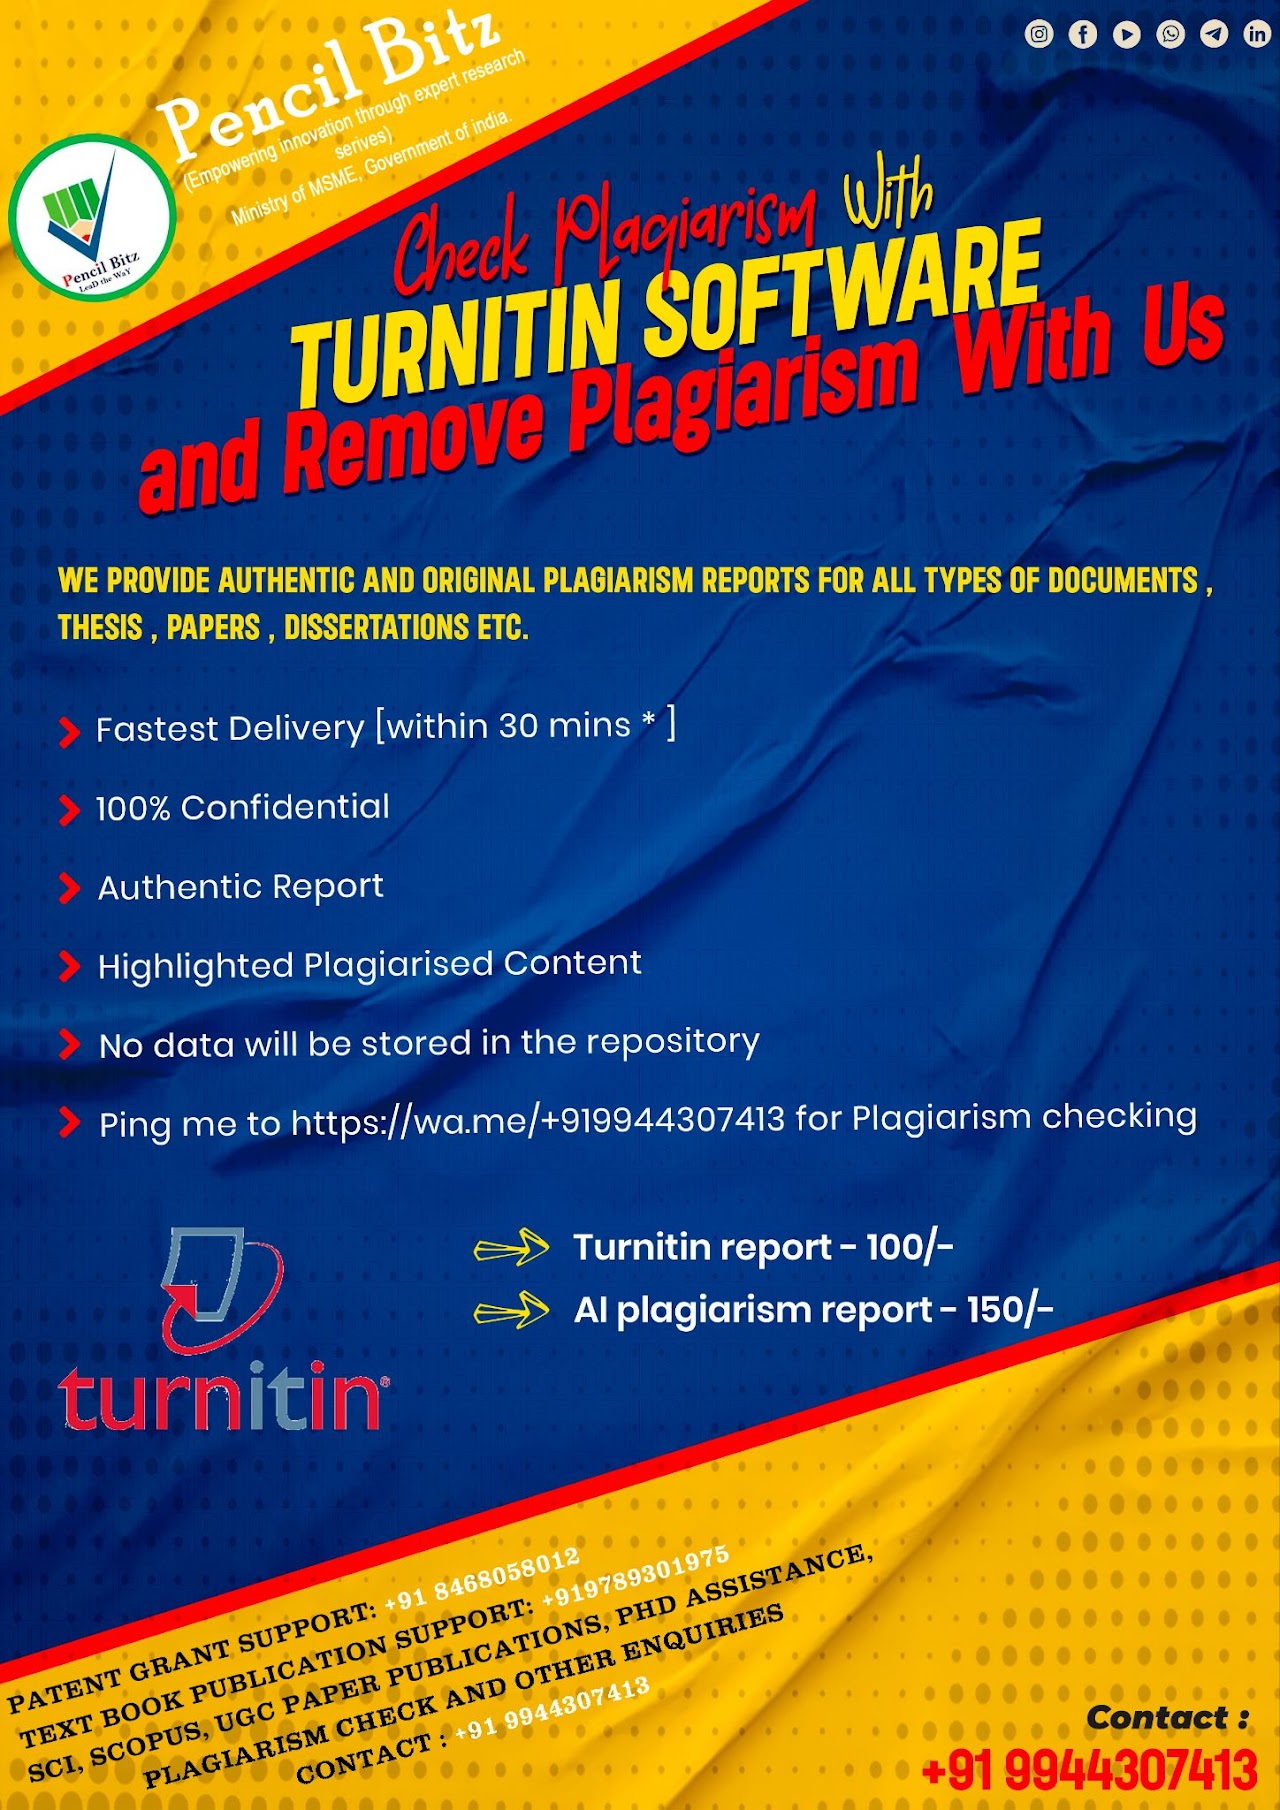 Pencil Bitz
(Empowering innovation through expert research
serives)
Ministry of MSME, Government of india.
Pencil Bitz
LeaD the WaY
Check Plagiarism With
TURNITIN SOFTWARE
and Remove Plagiarism With Us
WE PROVIDE AUTHENTIC AND ORIGINAL PLAGIARISM REPORTS FOR ALL TYPES OF DOCUMENTS ,
THESIS , PAPERS , DISSERTATIONS ETC.
Fastest Delivery [within 30 mins * ]
100% Confidential
Authentic Report
Highlighted Plagiarised Content
No data will be stored in the repository
Ping me to https://wa.me/+919944307413 for Plagiarism checking
Turnitin report - 100/-
AI plagiarism report - 150/-
turnitin®
PATENT GRANT SUPPORT: +91 8468058012
TEXT BOOK PUBLICATION SUPPORT: +919789301975
SCI, SCOPUS, UGC PAPER PUBLICATIONS, PHD ASSISTANCE,
PLAGIARISM CHECK AND OTHER ENQUIRIES
CONTACT : +91 9944307413
Contact :
+91 9944307413